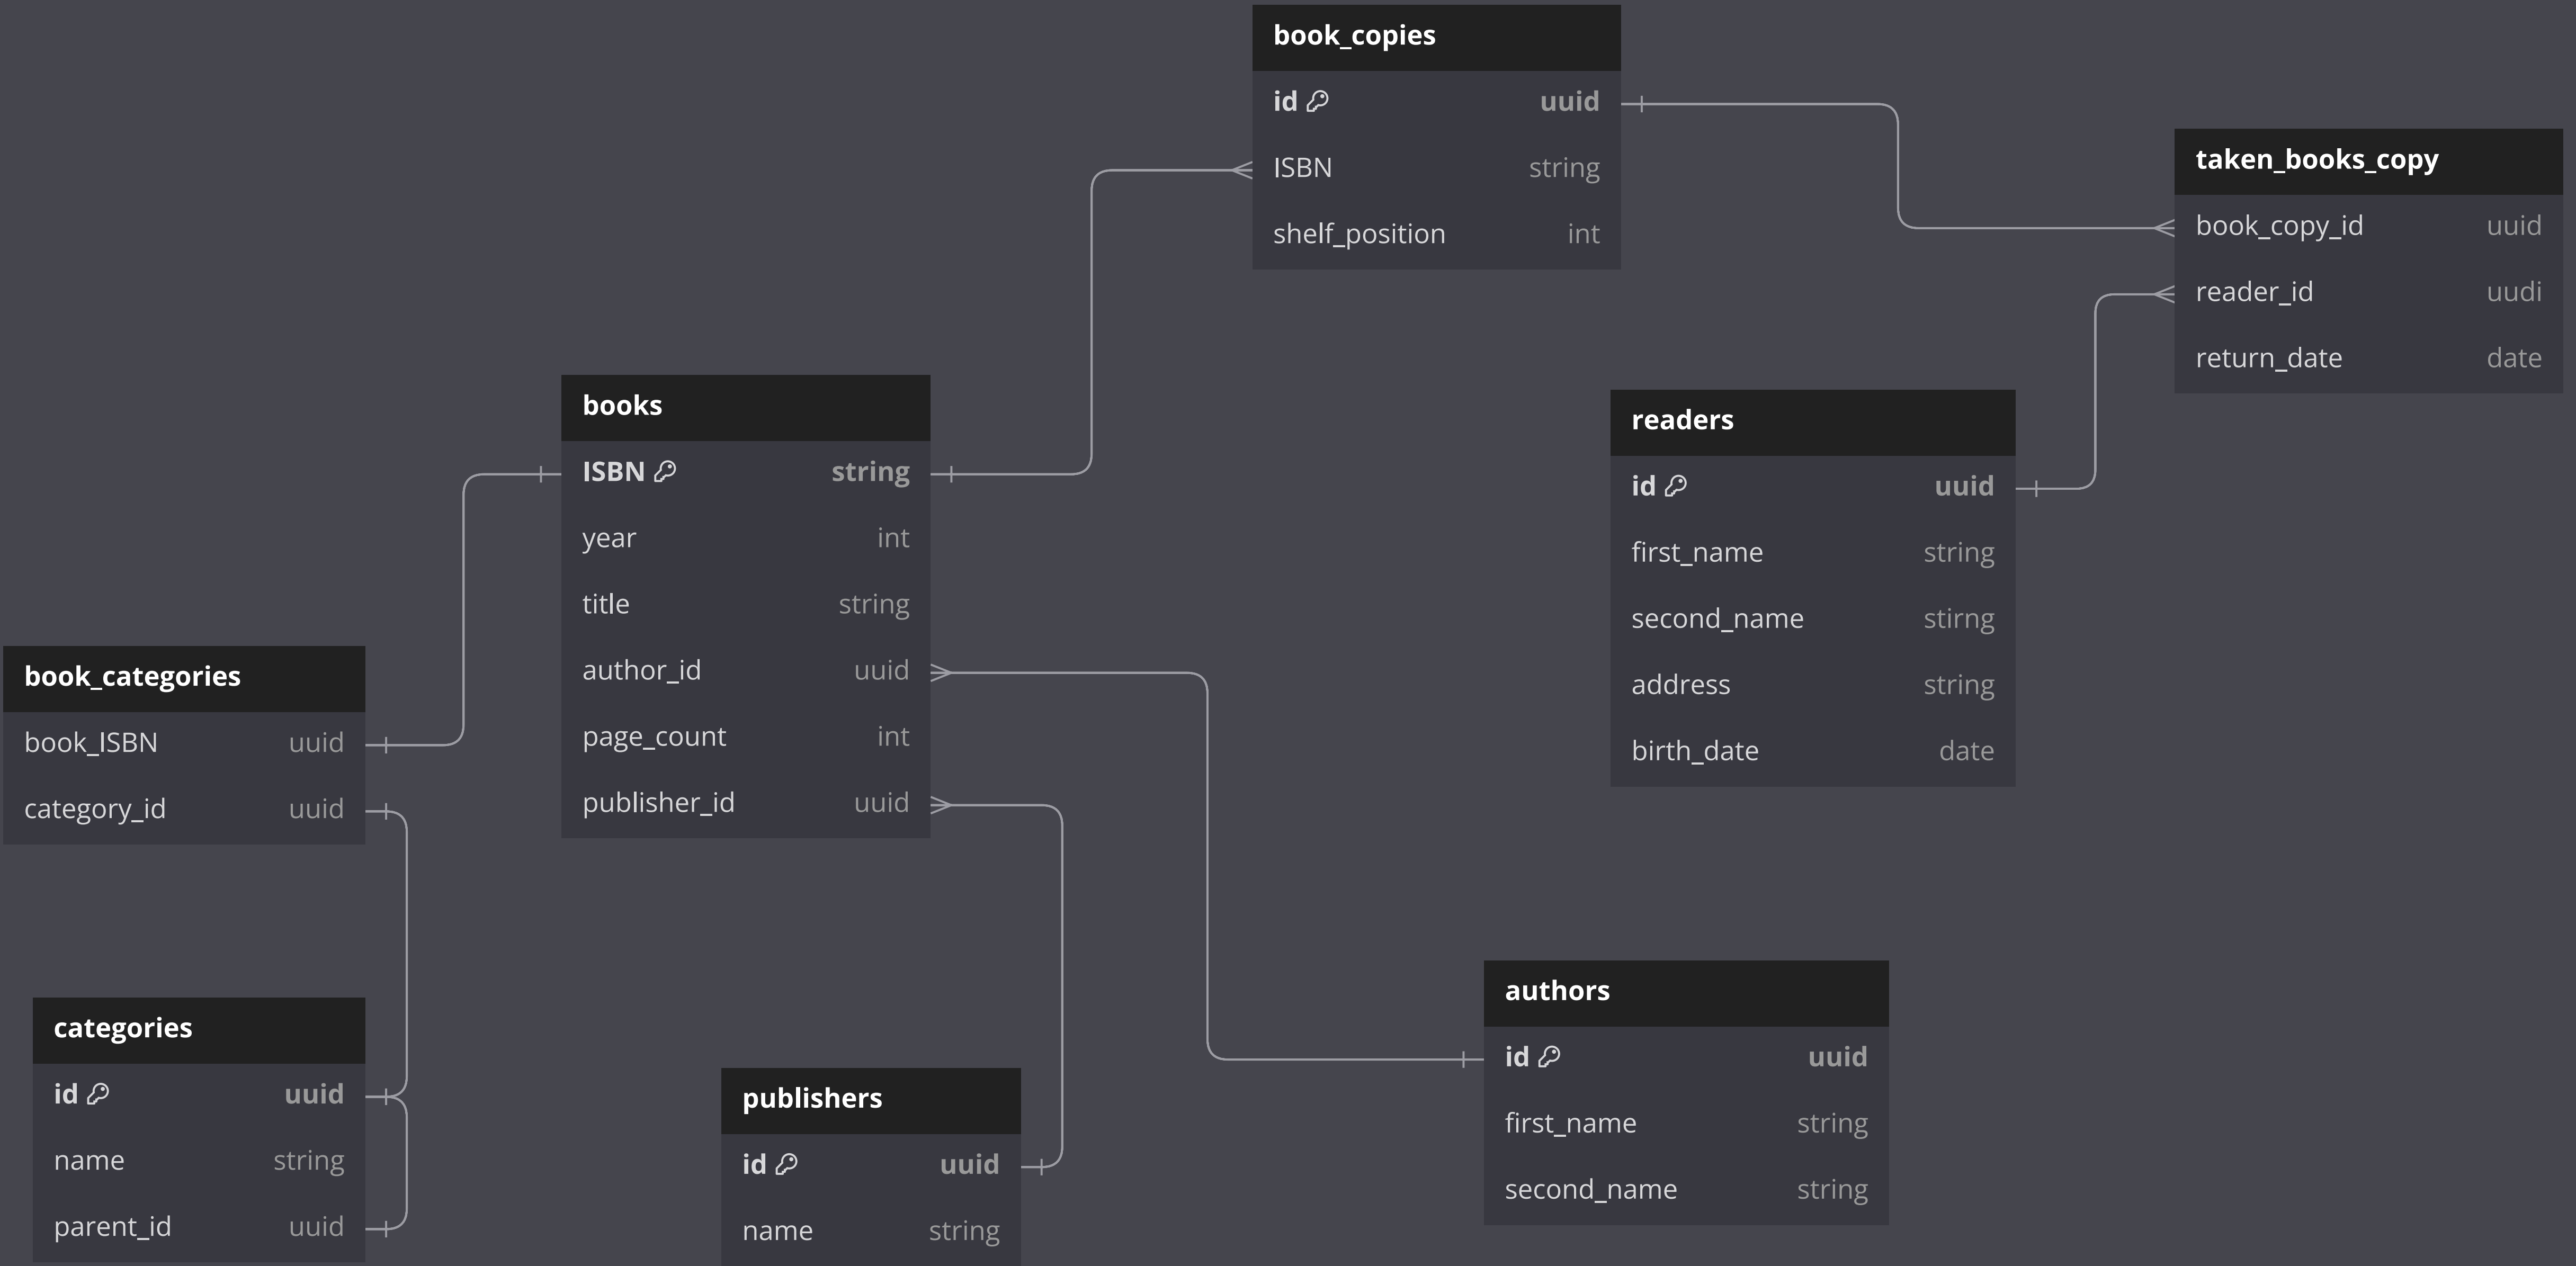 book_copies
id uuid
ISBN string
shelf_position int
taken_books_copy
book_copy_id uuid
reader_id uudi
return_date date
books
ISBN string
year int
title string
author_id uuid
page_count int
publisher_id uuid
readers
id uuid
first_name string
second_name stirng
address string
birth_date date
book_categories
book_ISBN uuid
category_id uuid
categories
id uuid
name string
parent_id uuid
publishers
id uuid
name string
authors
id uuid
first_name string
second_name string